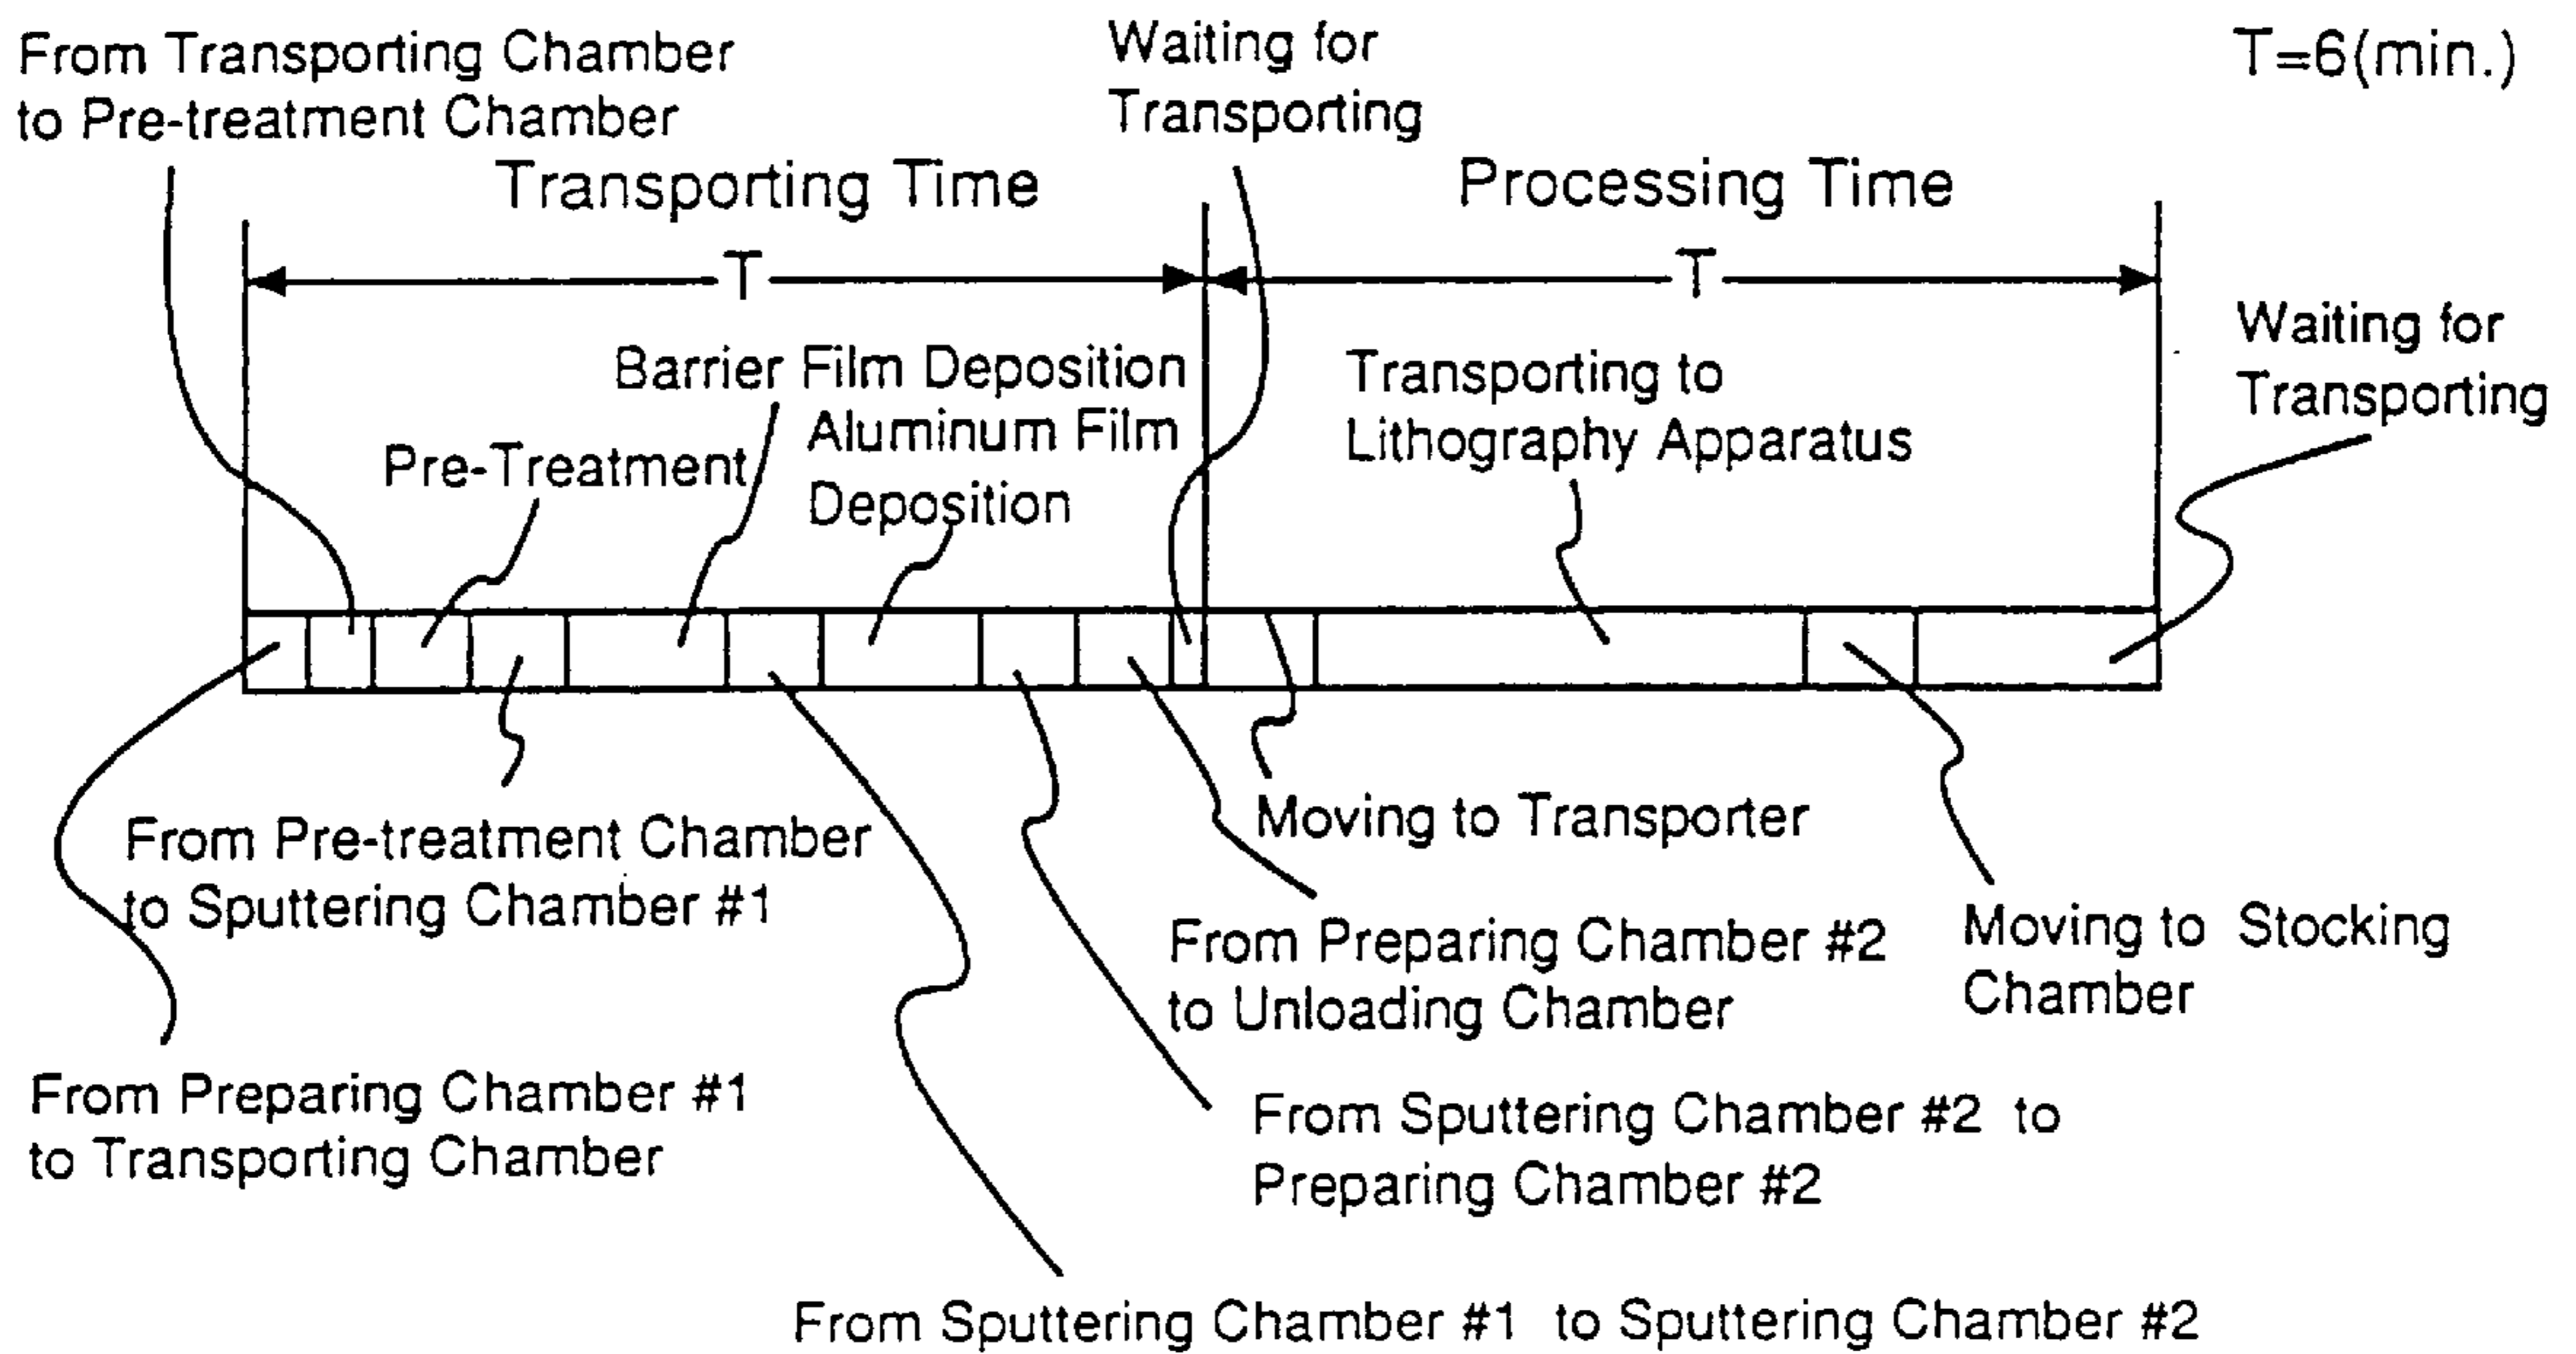 From Transporting Chamber
to Pre-treatment Chamber
Waiting for
Transporting
T=6(min.)
Transporting Time
Processing Time
T
T
Waiting for
Transporting
Barrier Film Deposition
Aluminum Film
Deposition
Pre-Treatment
Transporting to
Lithography Apparatus
From Pre-treatment Chamber
to Sputtering Chamber #1
Moving to Transporter
From Preparing Chamber #2
to Unloading Chamber
Moving to Stocking
Chamber
From Preparing Chamber #1
to Transporting Chamber
From Sputtering Chamber #2 to
Preparing Chamber #2
From Sputtering Chamber #1 to Sputtering Chamber #2